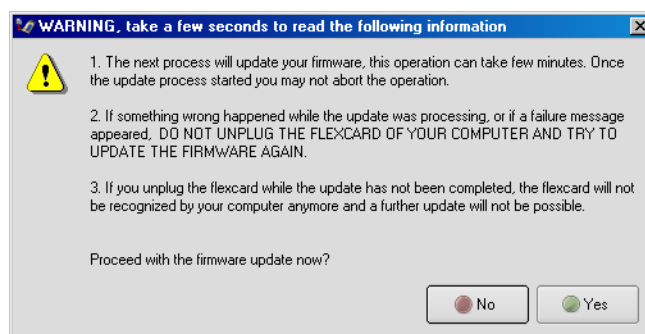 WARNING, take a few seconds to read the following information
1. The next process will update your firmware, this operation can take few minutes. Once
the update process started you may not abort the operation.
2. If something wrong happened while the update was processing, or if a failure message
appeared, DO NOT UNPLUG THE FLEXCARD OF YOUR COMPUTER AND TRY TO
UPDATE THE FIRMWARE AGAIN.
3. If you unplug the flexcard while the update has not been completed, the flexcard will not
be recognized by your computer anymore and a further update will not be possible.
Proceed with the firmware update now?
No
Yes